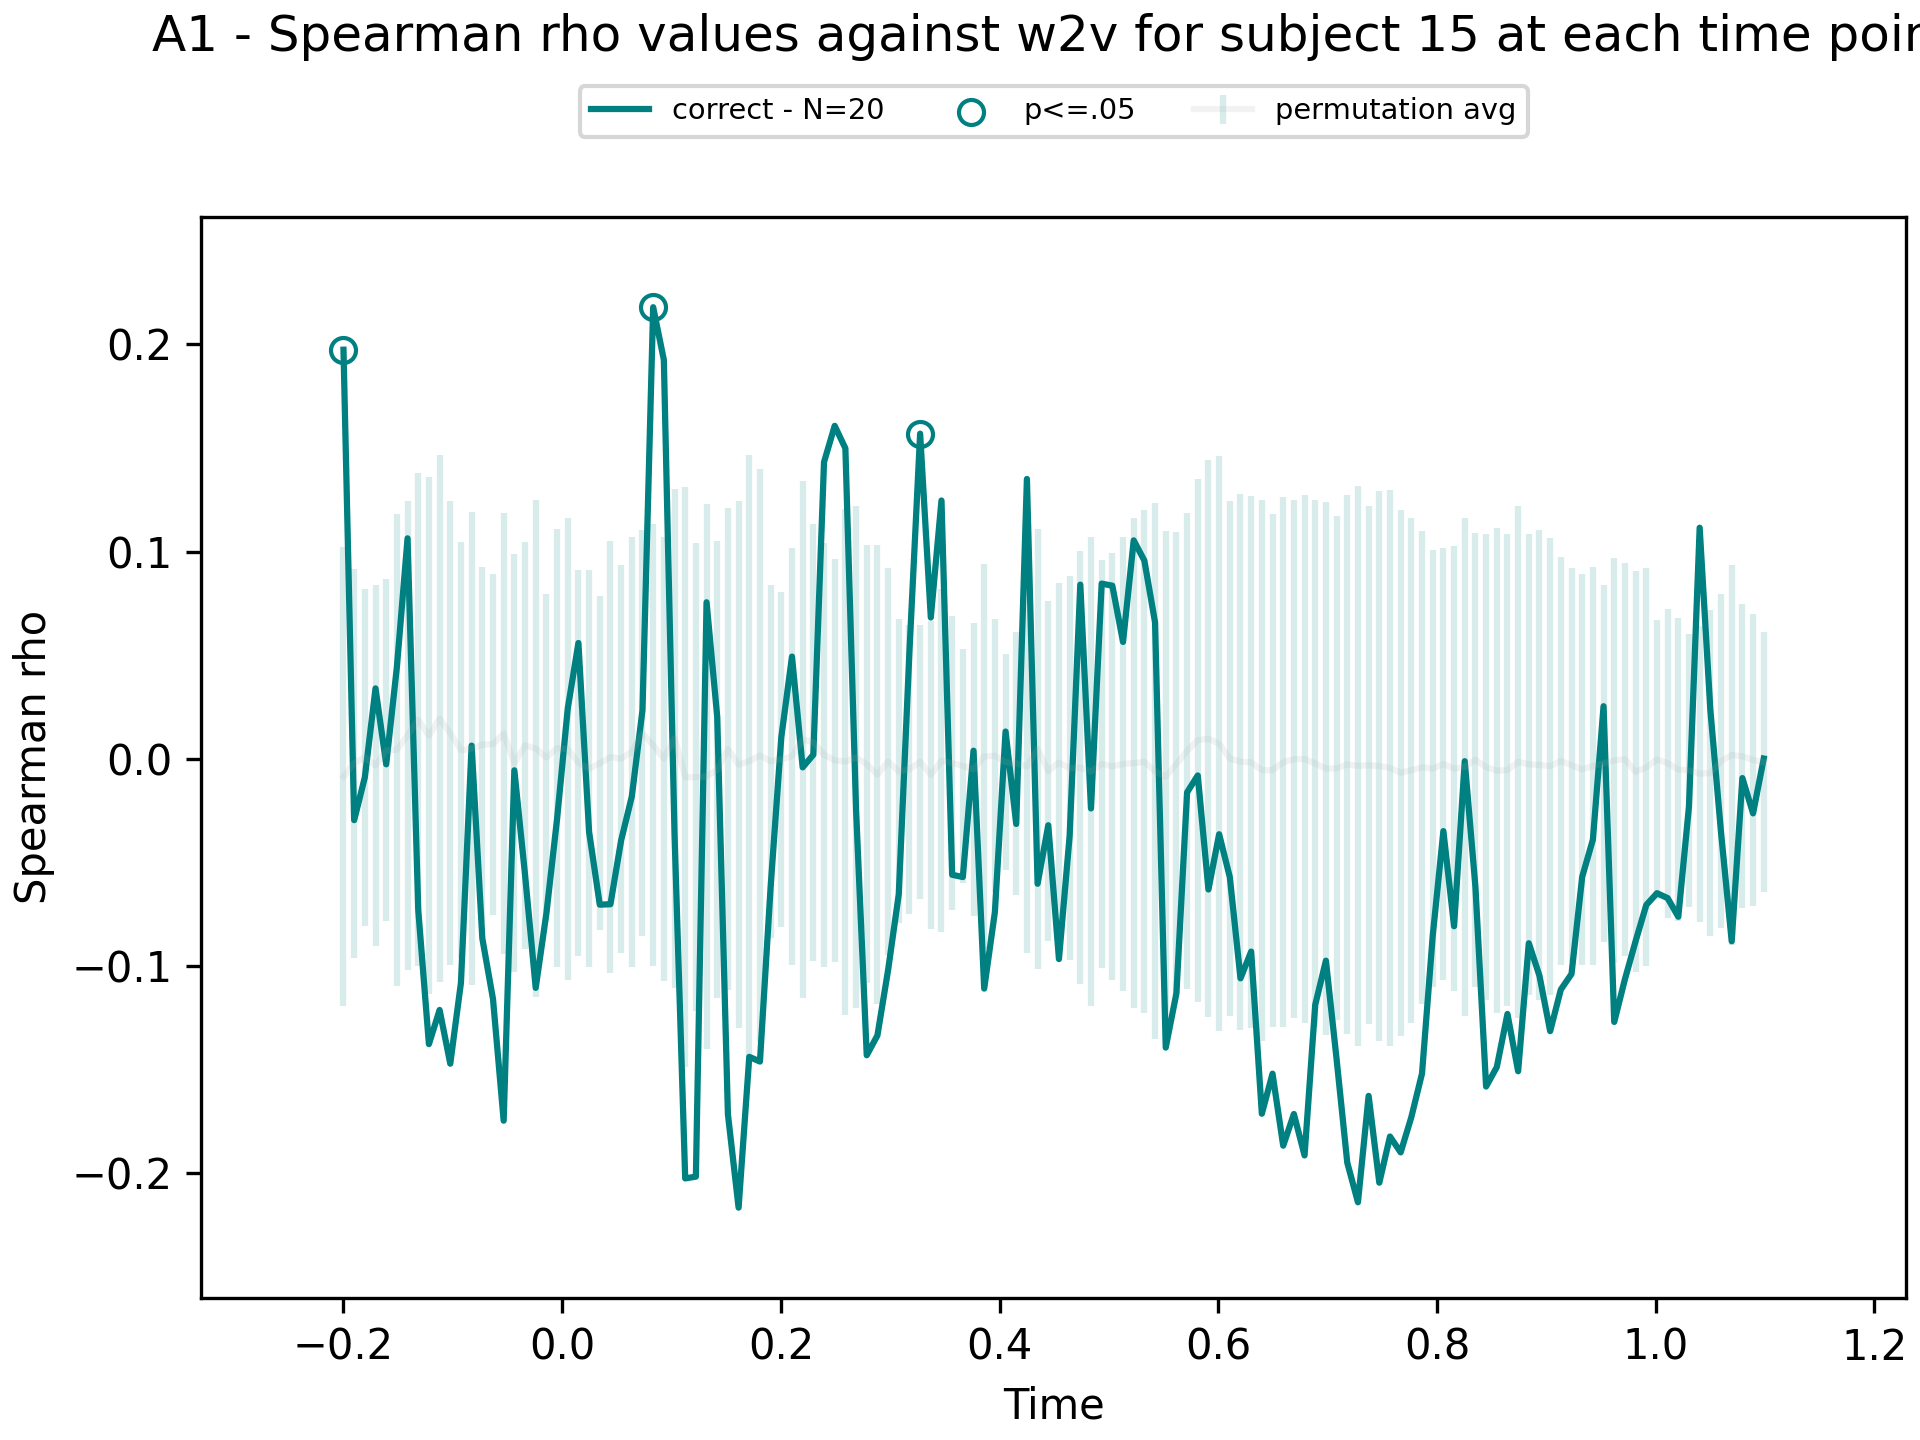 A1 - Spearman rho values against w2v for subject 15 at each time
correct - N=20 p<=.05 permutation avg
0.2
0.1
0.0
−0.1
−0.2
Spearman rho
−0.2 0.0 0.2 0.4 0.6 0.8 1.0 1.2
Time